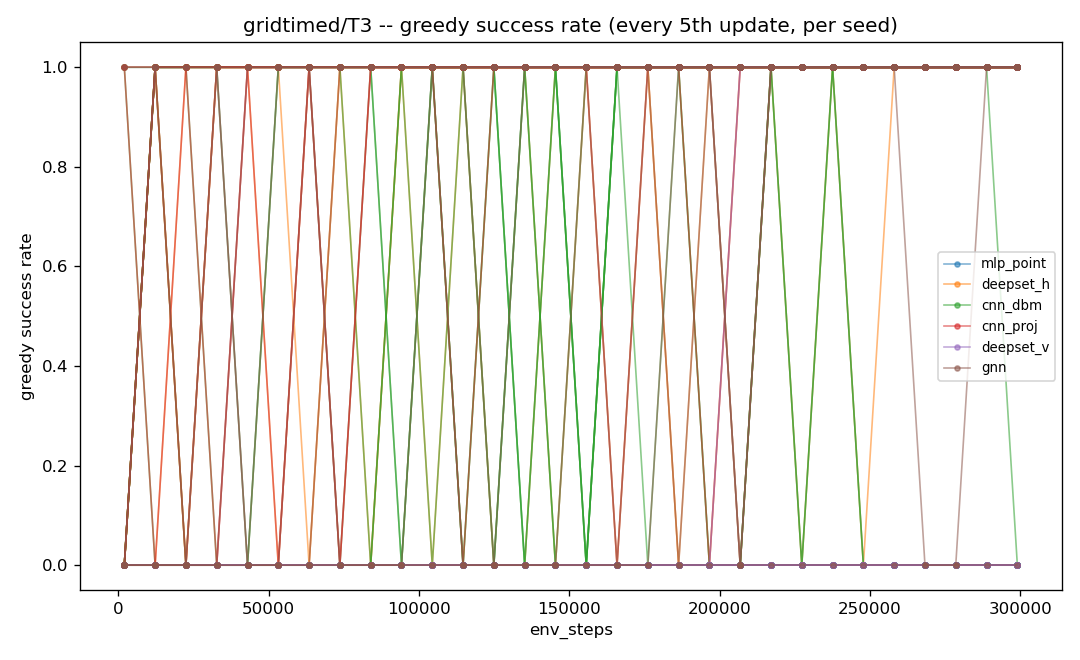 gridtimed/T3 -- greedy success rate (every 5th update, per seed)
1.0
0.8
0.6
0.4
0.2
0.0
greedy success rate
mlp_point
deepset_h
cnn_dbm
cnn_proj
deepset_v
gnn
0
50000
100000
150000
200000
250000
300000
env_steps